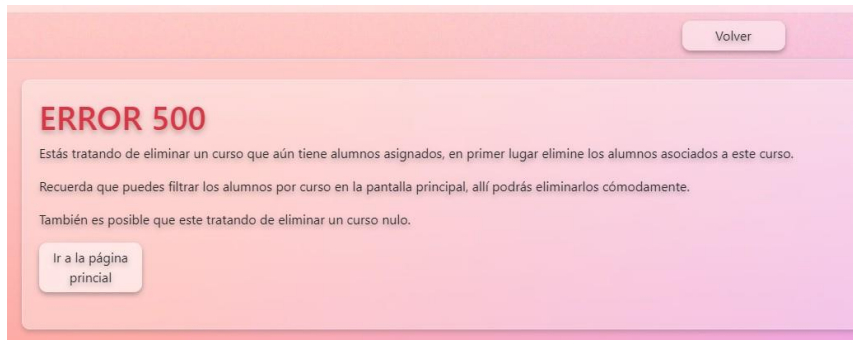 Volver
ERROR 500
Estás tratando de eliminar un curso que aún tiene alumnos asignados, en primer lugar elimine los alumnos asociados a este curso.
Recuerda que puedes filtrar los alumnos por curso en la pantalla principal, allí podrás eliminarlos cómodamente.
También es posible que este tratando de eliminar un curso nulo.
Ir a la página
princial